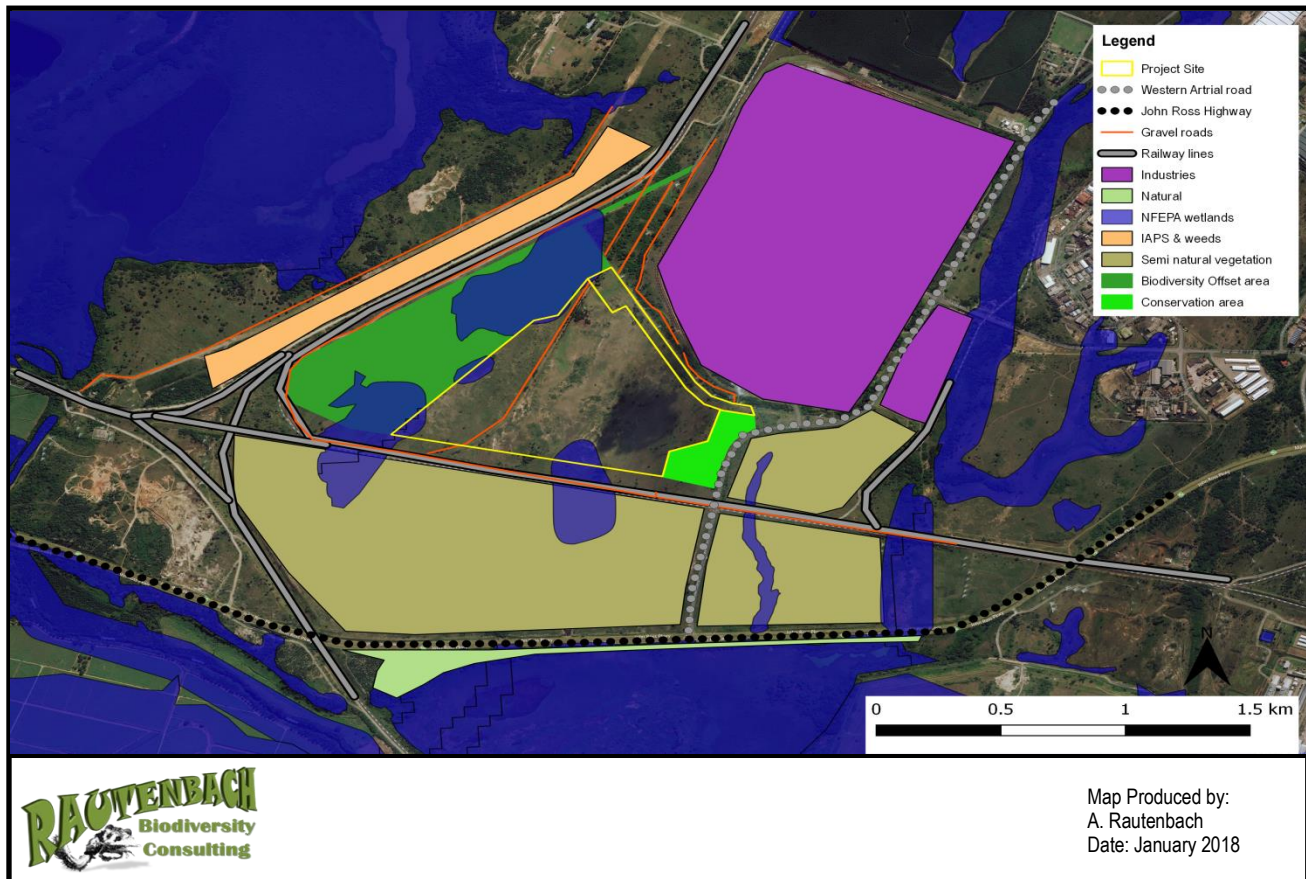 Legend
Project Site
Western Artrial road
John Ross Highway
Gravel roads
Railway lines
Industries
Natural
NFEPA wetlands
IAPS & weeds
Semi natural vegetation
Biodiversity Offset area
Conservation area
N
0 0.5 1 1.5 km
RAUTENBACH
Biodiversity
Consulting
Map Produced by:
A. Rautenbach
Date: January 2018